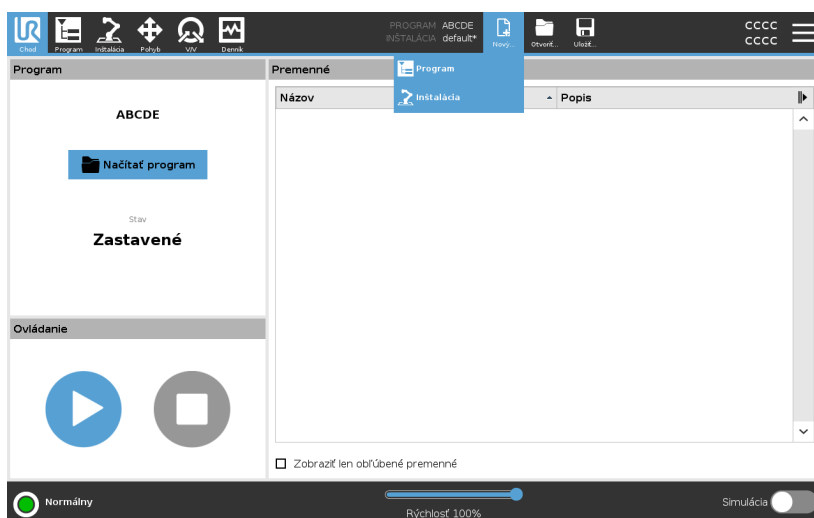 UR
PROGRAM ABCDE
INŠTALÁCIA default*
CCCC
CCCC
Chod Program Inštalácia Pohyb V/V Denník Nový... Otvoriť... Uložiť...
Program
Premenné
Program
Inštalácia
Názov Popis
ABCDE
Načítať program
Stav
Zastavené
Ovládanie
Zobraziť len obľúbené premenné
Normálny
Rýchlosť 100%
Simulácia